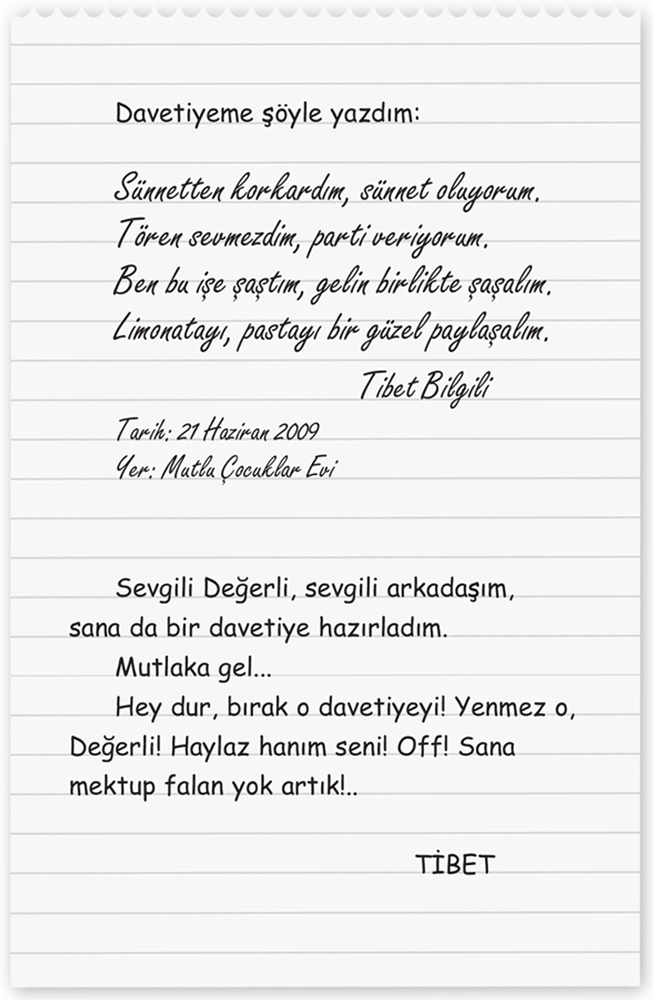 Davetiyeme şöyle yazdım:
Sünnetten korkardım, sünnet oluyorum.
Tören sevmezdim, parti veriyorum.
Ben bu işe şaştım, gelin birlikte şaşalım.
Limonatayı, pastayı bir güzel paylaşalım.
Tibet Bilgili
Tarih: 21 Haziran 2009
Yer: Mutlu Çocuklar Evi
Sevgili Değerli, sevgili arkadaşım,
sana da bir davetiye hazırladım.
Mutlaka gel...
Hey dur, bırak o davetiyeyi! Yenmez o,
Değerli! Haylaz hanım seni! Off! Sana
mektup falan yok artık!..
TİBET